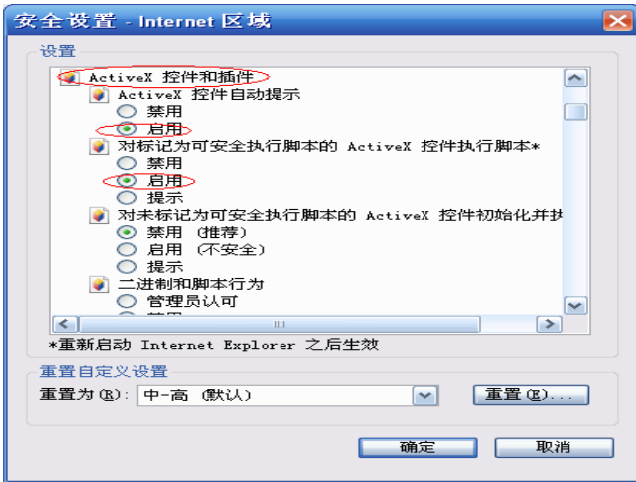 安全设置 - Internet 区域
设置
ActiveX 控件和插件
ActiveX 控件自动提示
禁用
启用
对标记为可安全执行脚本的 ActiveX 控件执行脚本*
禁用
启用
提示
对未标记为可安全执行脚本的 ActiveX 控件初始化并执
禁用 (推荐)
启用 (不安全)
提示
二进制和脚本行为
管理员认可
*重新启动 Internet Explorer 之后生效
重置自定义设置
重置为(R): 中-高 (默认) 重置(E)...
确定 取消